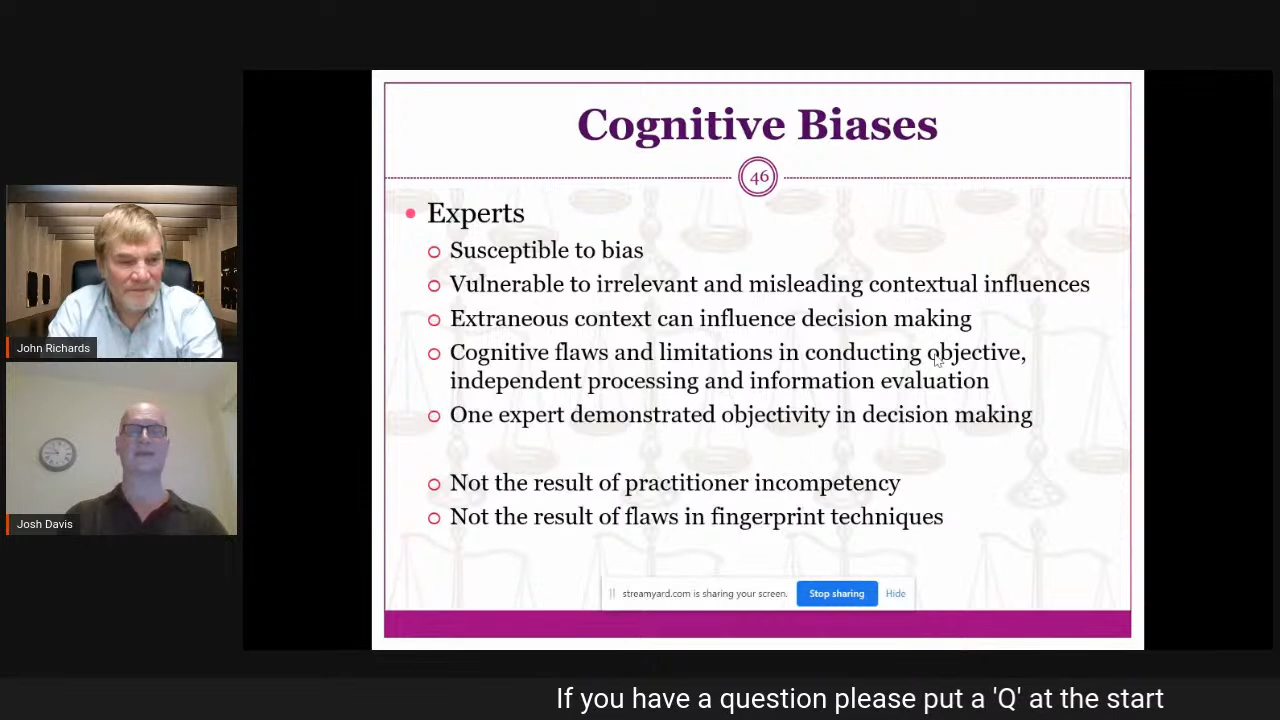 Cognitive Biases
46
Experts
Susceptible to bias
Vulnerable to irrelevant and misleading contextual influences
Extraneous context can influence decision making
Cognitive flaws and limitations in conducting objective,
independent processing and information evaluation
One expert demonstrated objectivity in decision making
Not the result of practitioner incompetency
Not the result of flaws in fingerprint techniques
streamyard.com is sharing your screen.
Stop sharing
Hide
John Richards
Josh Davis
If you have a question please put a 'Q' at the start